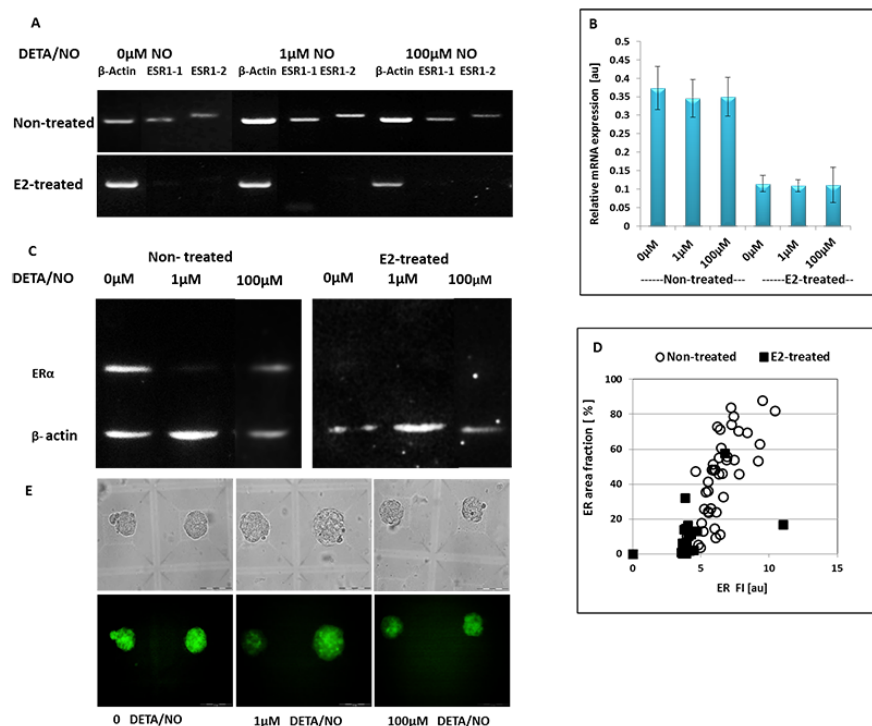 A
DETA/NO 0µM NO 1µM NO 100µM NO
β-Actin ESR1-1 ESR1-2 β-Actin ESR1-1 ESR1-2 β-Actin ESR1-1 ESR1-2
Non-treated
E2-treated
B
Relative mRNA expression [au]
0.5
0.45
0.4
0.35
0.3
0.25
0.2
0.15
0.1
0.05
0
0µM 1µM 100µM 0µM 1µM 100µM
------Non-treated------- -----------E2-treated--
C
Non- treated E2-treated
DETA/NO 0µM 1µM 100µM 0µM 1µM 100µM
ERα
β- actin
D
Non-treated E2-treated
ER area fraction [ % ]
100
80
60
40
20
0
0 5 10 15
ER FI [au]
E
0 DETA/NO 1µM DETA/NO 100µM DETA/NO